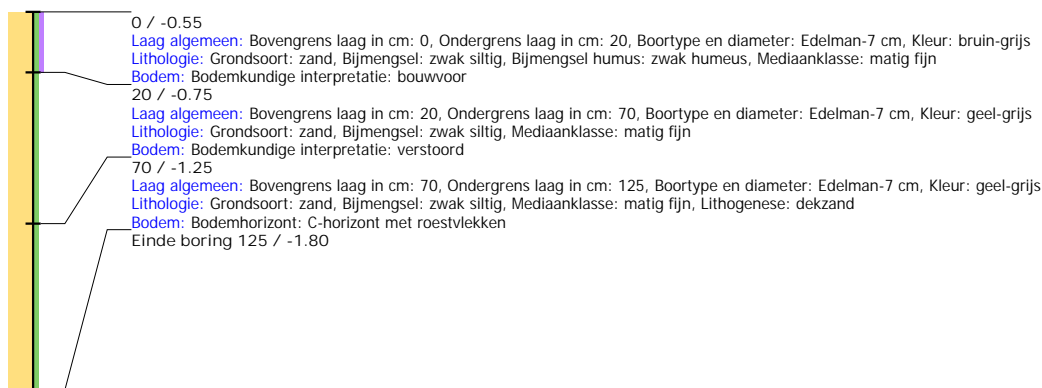 0 / -0.55
Laag algemeen: Bovengrens laag in cm: 0, Ondergrens laag in cm: 20, Boortype en diameter: Edelman-7 cm, Kleur: bruin-grijs
Lithologie: Grondsoort: zand, Bijmengsel: zwak siltig, Bijmengsel humus: zwak humeus, Mediaanklasse: matig fijn
Bodem: Bodemkundige interpretatie: bouwvoor
20 / -0.75
Laag algemeen: Bovengrens laag in cm: 20, Ondergrens laag in cm: 70, Boortype en diameter: Edelman-7 cm, Kleur: geel-grijs
Lithologie: Grondsoort: zand, Bijmengsel: zwak siltig, Mediaanklasse: matig fijn
Bodem: Bodemkundige interpretatie: verstoord
70 / -1.25
Laag algemeen: Bovengrens laag in cm: 70, Ondergrens laag in cm: 125, Boortype en diameter: Edelman-7 cm, Kleur: geel-grijs
Lithologie: Grondsoort: zand, Bijmengsel: zwak siltig, Mediaanklasse: matig fijn, Lithogenese: dekzand
Bodem: Bodemhorizont: C-horizont met roestvlekken
Einde boring 125 / -1.80